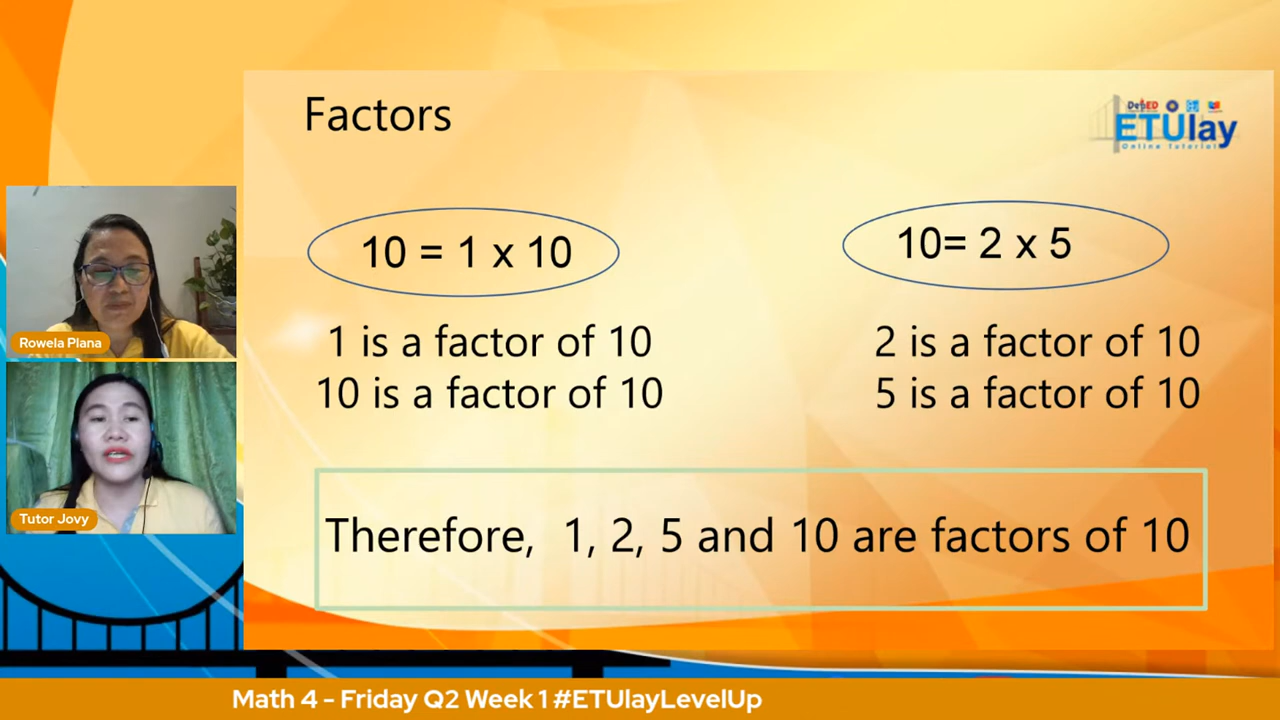 Factors
DepED
ETUlay
Online Tutorial
10 = 1 x 10
10= 2 x 5
1 is a factor of 10
10 is a factor of 10
2 is a factor of 10
5 is a factor of 10
Therefore, 1, 2, 5 and 10 are factors of 10
Rowela Plana
Tutor Jovy
Math 4 - Friday Q2 Week 1 #ETUlayLevelUp